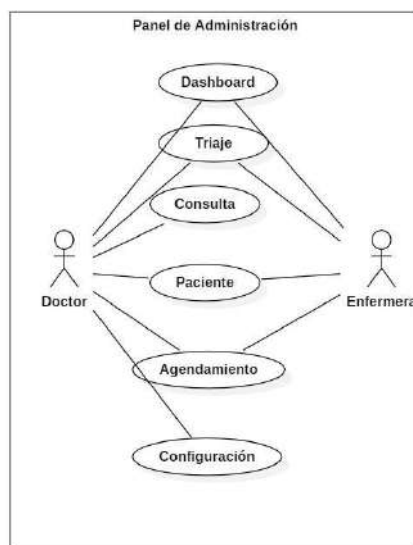 Panel de Administración
Dashboard
Triaje
Consulta
Paciente
Doctor
Enfermera
Agendamiento
Configuración